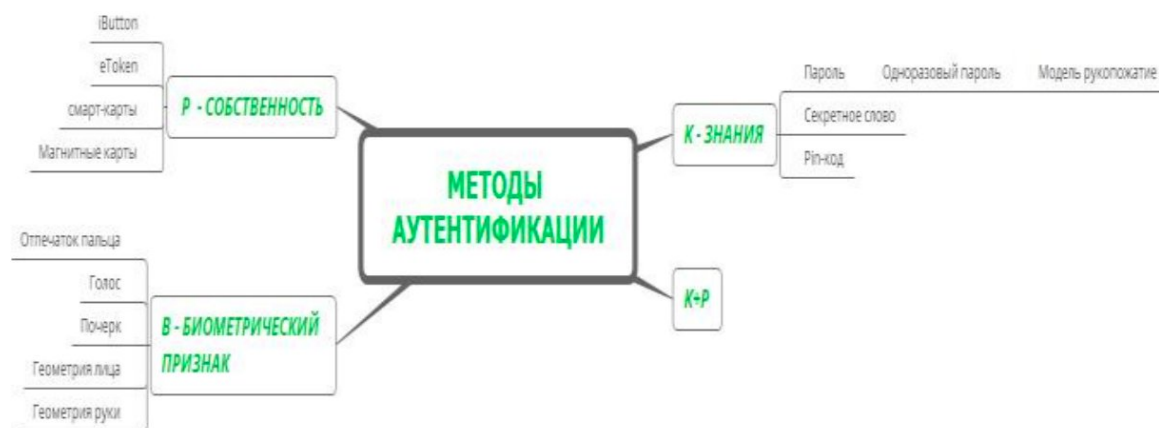 МЕТОДЫ
АУТЕНТИФИКАЦИИ
К - ЗНАНИЯ
Пароль Одноразовый пароль Модель рукопожатие
Секретное слово
Pin-код
К+Р
Р - СОБСТВЕННОСТЬ
iButton
eToken
смарт-карты
Магнитные карты
В - БИОМЕТРИЧЕСКИЙ
ПРИЗНАК
Отпечаток пальца
Голос
Почерк
Геометрия лица
Геометрия руки